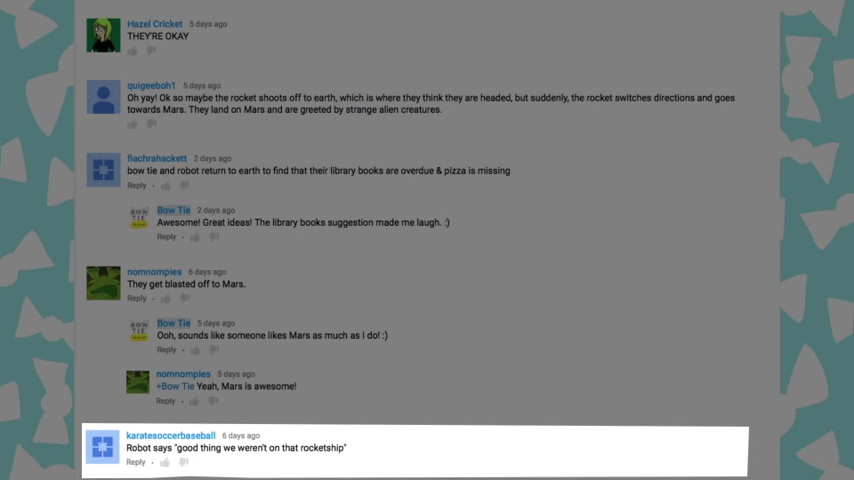 Hazel Cricket 5 days ago
THEY'RE OKAY
quigeeboh1 5 days ago
Oh yay! Ok so maybe the rocket shoots off to earth, which is where they think they are headed, but suddenly, the rocket switches directions and goes
towards Mars. They land on Mars and are greeted by strange alien creatures.
fiachrahackett 2 days ago
bow tie and robot return to earth to find that their library books are overdue & pizza is missing
Reply •
BOW
TIE
Bow Tie 2 days ago
Awesome! Great ideas! The library books suggestion made me laugh. :)
Reply •
nomnompies 6 days ago
They get blasted off to Mars.
Reply •
BOW
TIE
Bow Tie 5 days ago
Ooh, sounds like someone likes Mars as much as I do! :)
Reply •
nomnompies 5 days ago
+Bow Tie Yeah, Mars is awesome!
Reply •
karatesoccerbaseball 6 days ago
Robot says "good thing we weren't on that rocketship"
Reply •